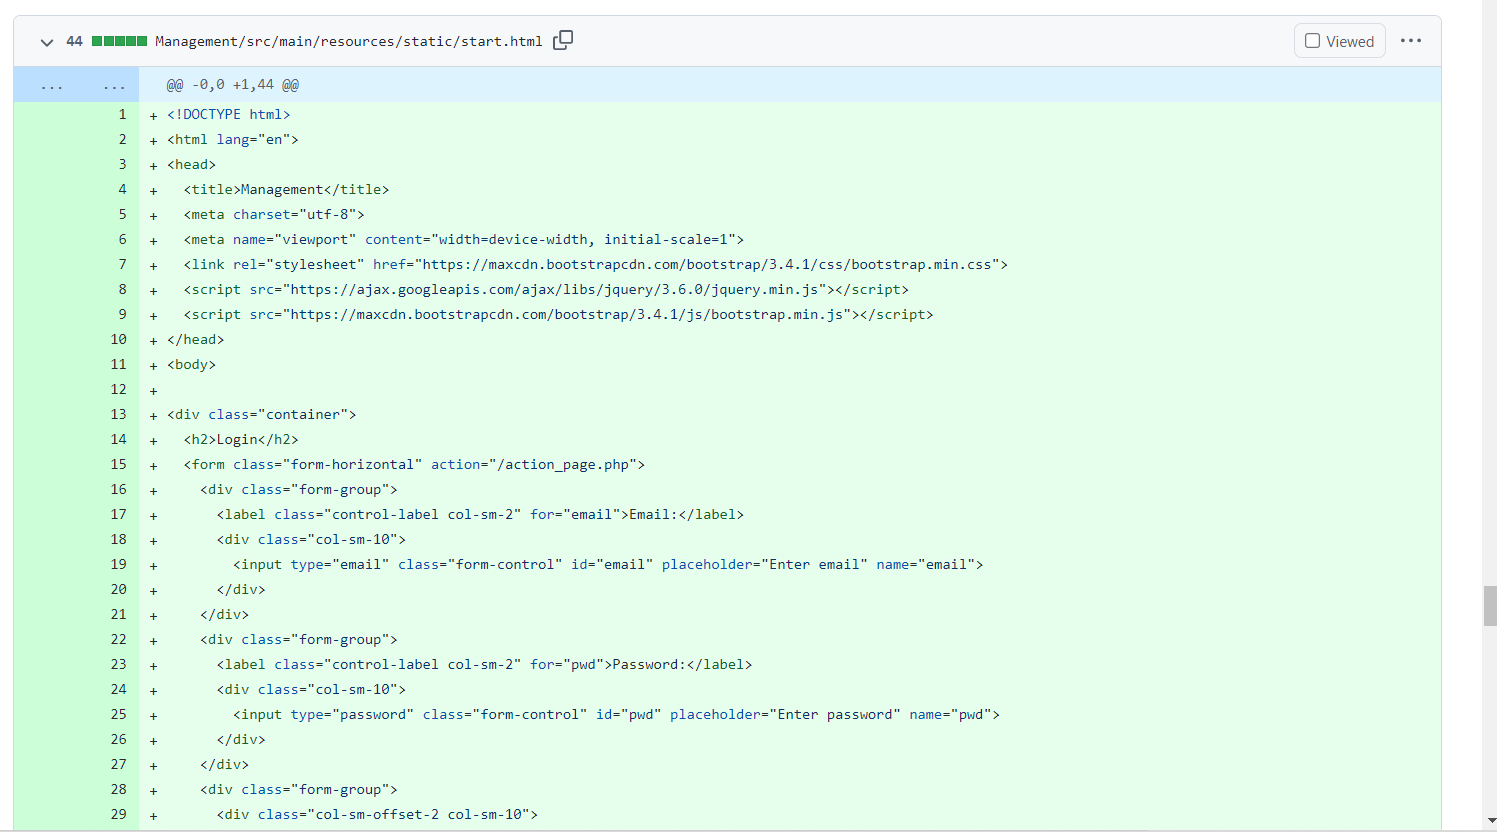 44 Management/src/main/resources/static/start.html Viewed ...
... ... @@ -0,0 +1,44 @@
1 + <!DOCTYPE html>
2 + <html lang="en">
3 + <head>
4 +   <title>Management</title>
5 +   <meta charset="utf-8">
6 +   <meta name="viewport" content="width=device-width, initial-scale=1">
7 +   <link rel="stylesheet" href="https://maxcdn.bootstrapcdn.com/bootstrap/3.4.1/css/bootstrap.min.css">
8 +   <script src="https://ajax.googleapis.com/ajax/libs/jquery/3.6.0/jquery.min.js"></script>
9 +   <script src="https://maxcdn.bootstrapcdn.com/bootstrap/3.4.1/js/bootstrap.min.js"></script>
10 + </head>
11 + <body>
12 +
13 + <div class="container">
14 +   <h2>Login</h2>
15 +   <form class="form-horizontal" action="/action_page.php">
16 +     <div class="form-group">
17 +       <label class="control-label col-sm-2" for="email">Email:</label>
18 +       <div class="col-sm-10">
19 +         <input type="email" class="form-control" id="email" placeholder="Enter email" name="email">
20 +       </div>
21 +     </div>
22 +     <div class="form-group">
23 +       <label class="control-label col-sm-2" for="pwd">Password:</label>
24 +       <div class="col-sm-10">
25 +         <input type="password" class="form-control" id="pwd" placeholder="Enter password" name="pwd">
26 +       </div>
27 +     </div>
28 +     <div class="form-group">
29 +       <div class="col-sm-offset-2 col-sm-10">